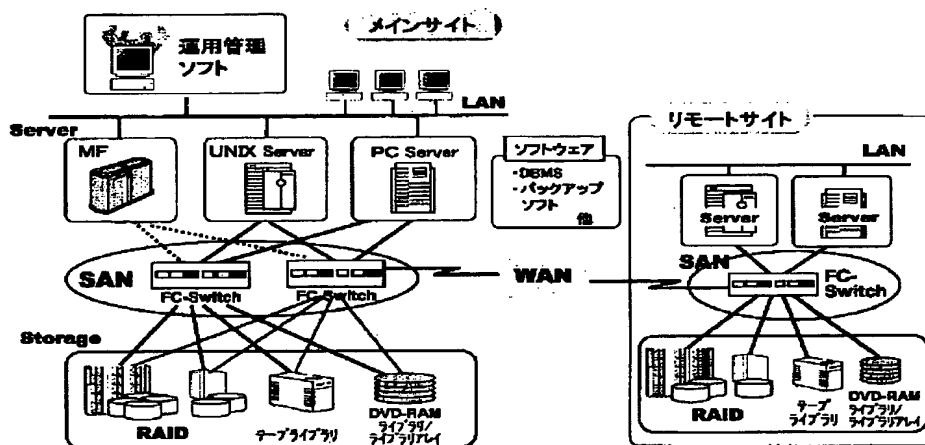 メインサイト
運用管理
ソフト
LAN
Server
MF
UNIX Server
PC Server
ソフトウェア
・DBMS
・バックアップ
ソフト
他
リモートサイト
LAN
Server
Server
SAN
FC-Switch
FC-Switch
WAN
SAN
FC-
Switch
Storage
RAID
テープライブラリ
DVD-RAM
ライブラリ/
ライブラリアレイ
RAID
テープ
ライブラリ
DVD-RAM
ライブラリ/
ライブラリアレイ